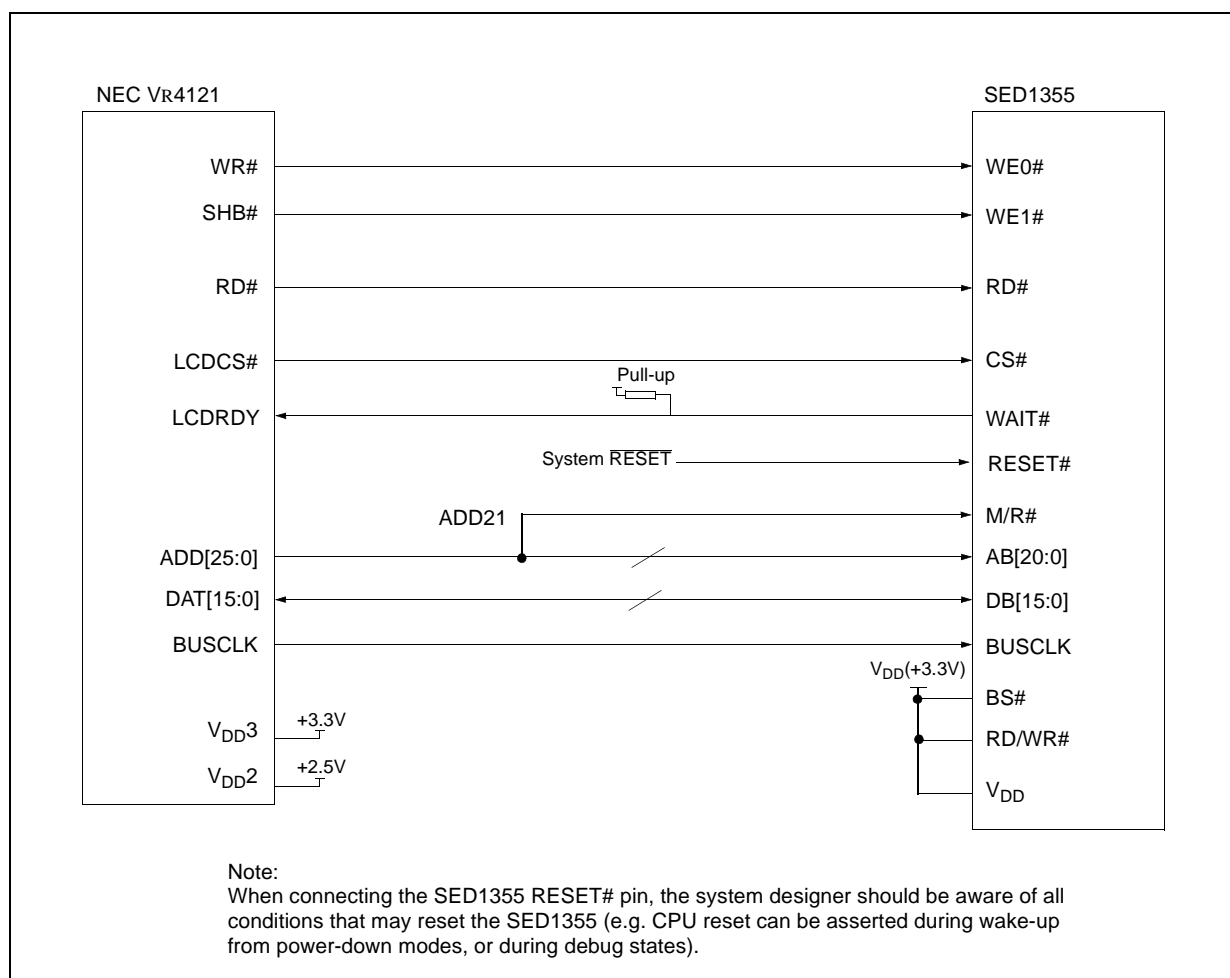 NEC VR4121 SED1355
WR# WE0#
SHB# WE1#
RD# RD#
LCDCS# CS#
Pull-up
LCDRDY WAIT#
System RESET RESET#
ADD21 M/R#
ADD[25:0] AB[20:0]
DAT[15:0] DB[15:0]
BUSCLK BUSCLK
VDD(+3.3V)
BS#
VDD3 +3.3V RD/WR#
VDD2 +2.5V VDD
Note:
When connecting the SED1355 RESET# pin, the system designer should be aware of all
conditions that may reset the SED1355 (e.g. CPU reset can be asserted during wake-up
from power-down modes, or during debug states).